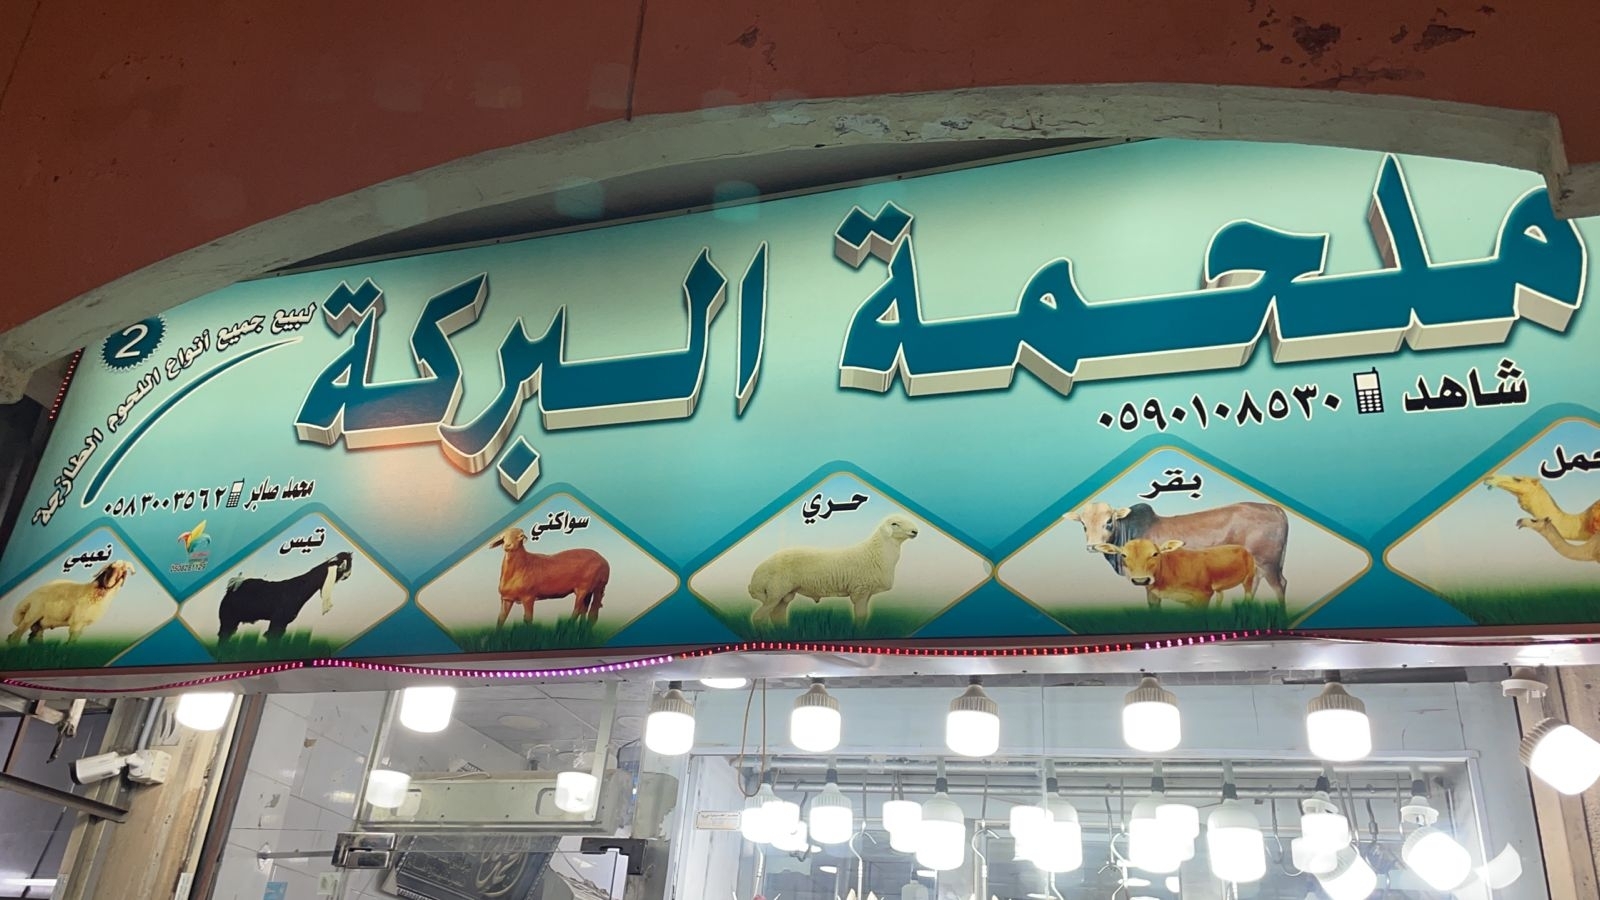 ملحمة البركة
لبيع جميع أنواع اللحوم الطازجة
2
شاهد ٠٥٩٠١٠٨٥٣٠
محمد صابر ٠٥٨٣٠٠٣٥٦٢
بقر
حري
سواكني
تيس
نعيمي